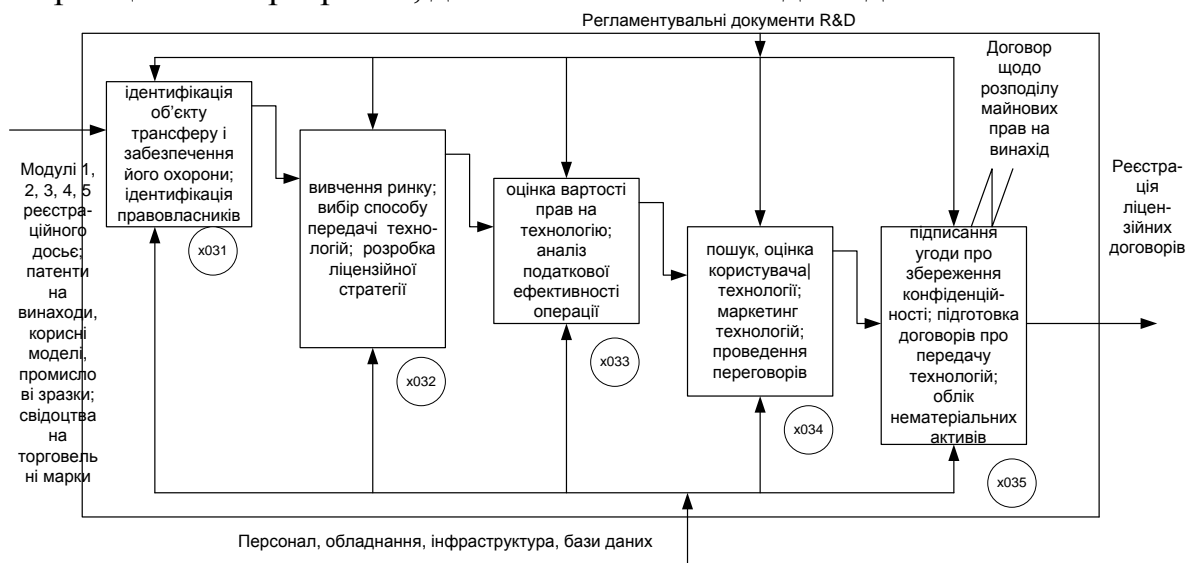 Регламентувальні документи R&D
Договор
щодо
розподілу
майнових
прав на
винахід
ідентифікація
об’єкту
трансферу і
забезпечення
його охорони;
ідентифікація
правовласників
x031
Модулі 1,
2, 3, 4, 5
реєстра-
ційного
досьє;
патенти
на
винаходи,
корисні
моделі,
промисло
ві зразки;
свідоцтва
на
торговель
ні марки
вивчення ринку;
вибір способу
передачі техно-
логій; розробка
ліцензійної
стратегії
x032
оцінка вартості
прав на
технологію;
аналіз
податкової
ефективності
операції
x033
пошук, оцінка
користувача|
технології;
маркетинг
технологій;
проведення
переговорів
x034
підписання
угоди про
збереження
конфіденцій-
ності; підготовка
договорів про
передачу
технологій;
облік
нематеріальних
активів
x035
Реєстра-
ція
ліцен-
зійних
договорів
Персонал, обладнання, інфраструктура, бази даних